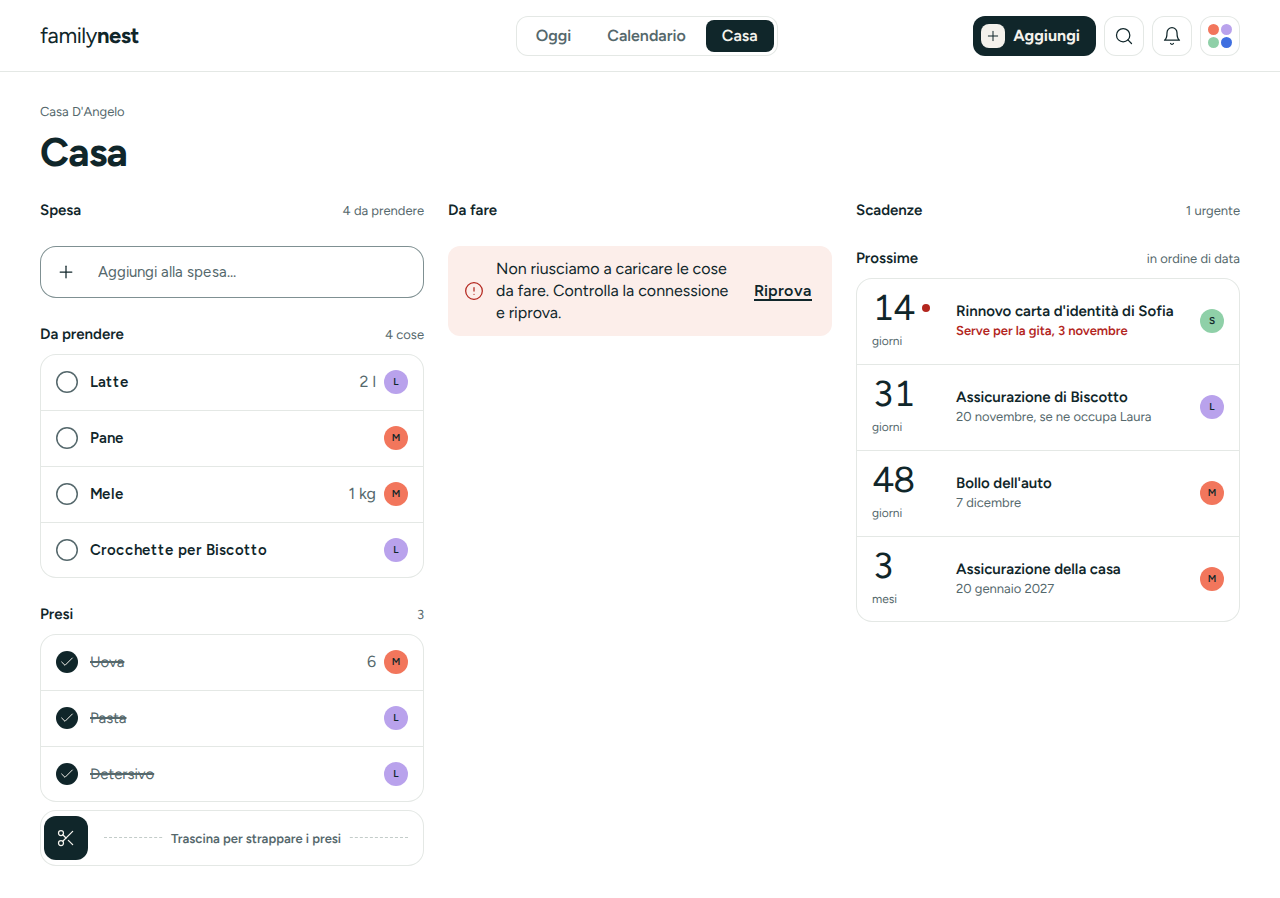 familynest
Oggi
Calendario
Casa
Aggiungi
Casa D'Angelo
Casa
Spesa
4 da prendere
Aggiungi alla spesa...
Da prendere
4 cose
Latte
2 l
L
Pane
M
Mele
1 kg
M
Crocchette per Biscotto
L
Presi
3
Uova
6
M
Pasta
L
Detersivo
L
Trascina per strappare i presi
Da fare
Non riusciamo a caricare le cose
da fare. Controlla la connessione
e riprova.
Riprova
Scadenze
1 urgente
Prossime
in ordine di data
14
giorni
Rinnovo carta d'identità di Sofia
Serve per la gita, 3 novembre
S
31
giorni
Assicurazione di Biscotto
20 novembre, se ne occupa Laura
L
48
giorni
Bollo dell'auto
7 dicembre
M
3
mesi
Assicurazione della casa
20 gennaio 2027
M